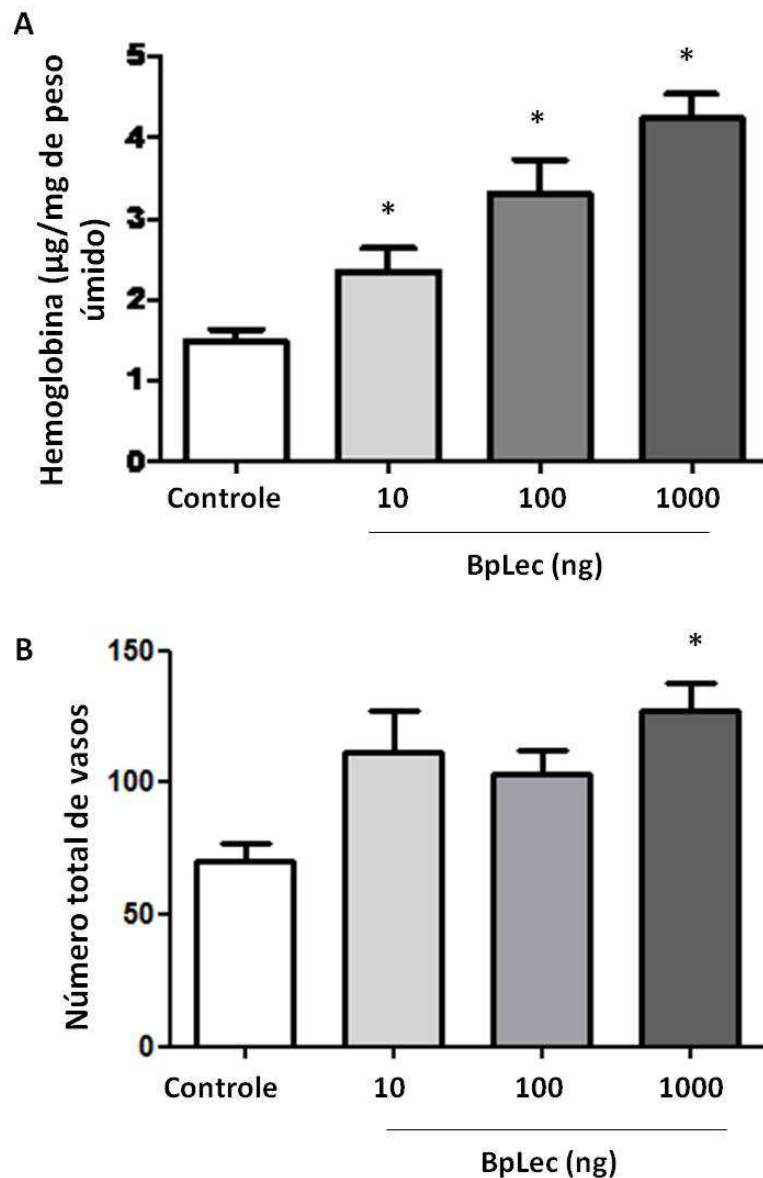 A
Hemoglobina (µg/mg de peso
úmido)
5
4
3
2
1
0
*
*
*
Controle 10 100 1000
BpLec (ng)
B
Número total de vasos
150
100
50
0
*
Controle 10 100 1000
BpLec (ng)